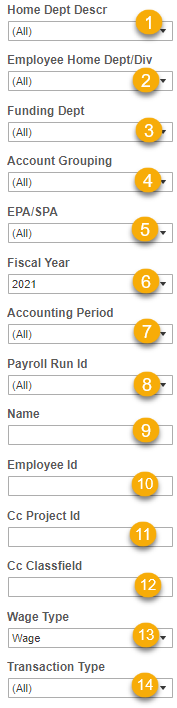 Home Dept Descr
(All) 1
Employee Home Dept/Div
(All) 2
Funding Dept
(All) 3
Account Grouping
(All) 4
EPA/SPA
(All) 5
Fiscal Year
2021 6
Accounting Period
(All) 7
Payroll Run Id
(All) 8
Name
9
Employee Id
10
Cc Project Id
11
Cc Classfield
12
Wage Type
Wage 13
Transaction Type
(All) 14